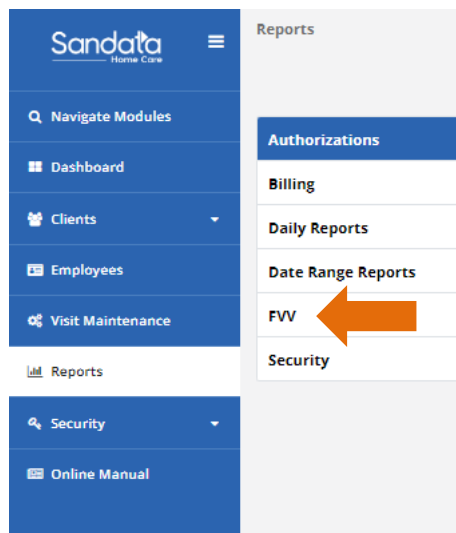 Sandata
Home Care
Navigate Modules
Dashboard
Clients
Employees
Visit Maintenance
Reports
Security
Online Manual
Reports
Authorizations
Billing
Daily Reports
Date Range Reports
FVV
Security